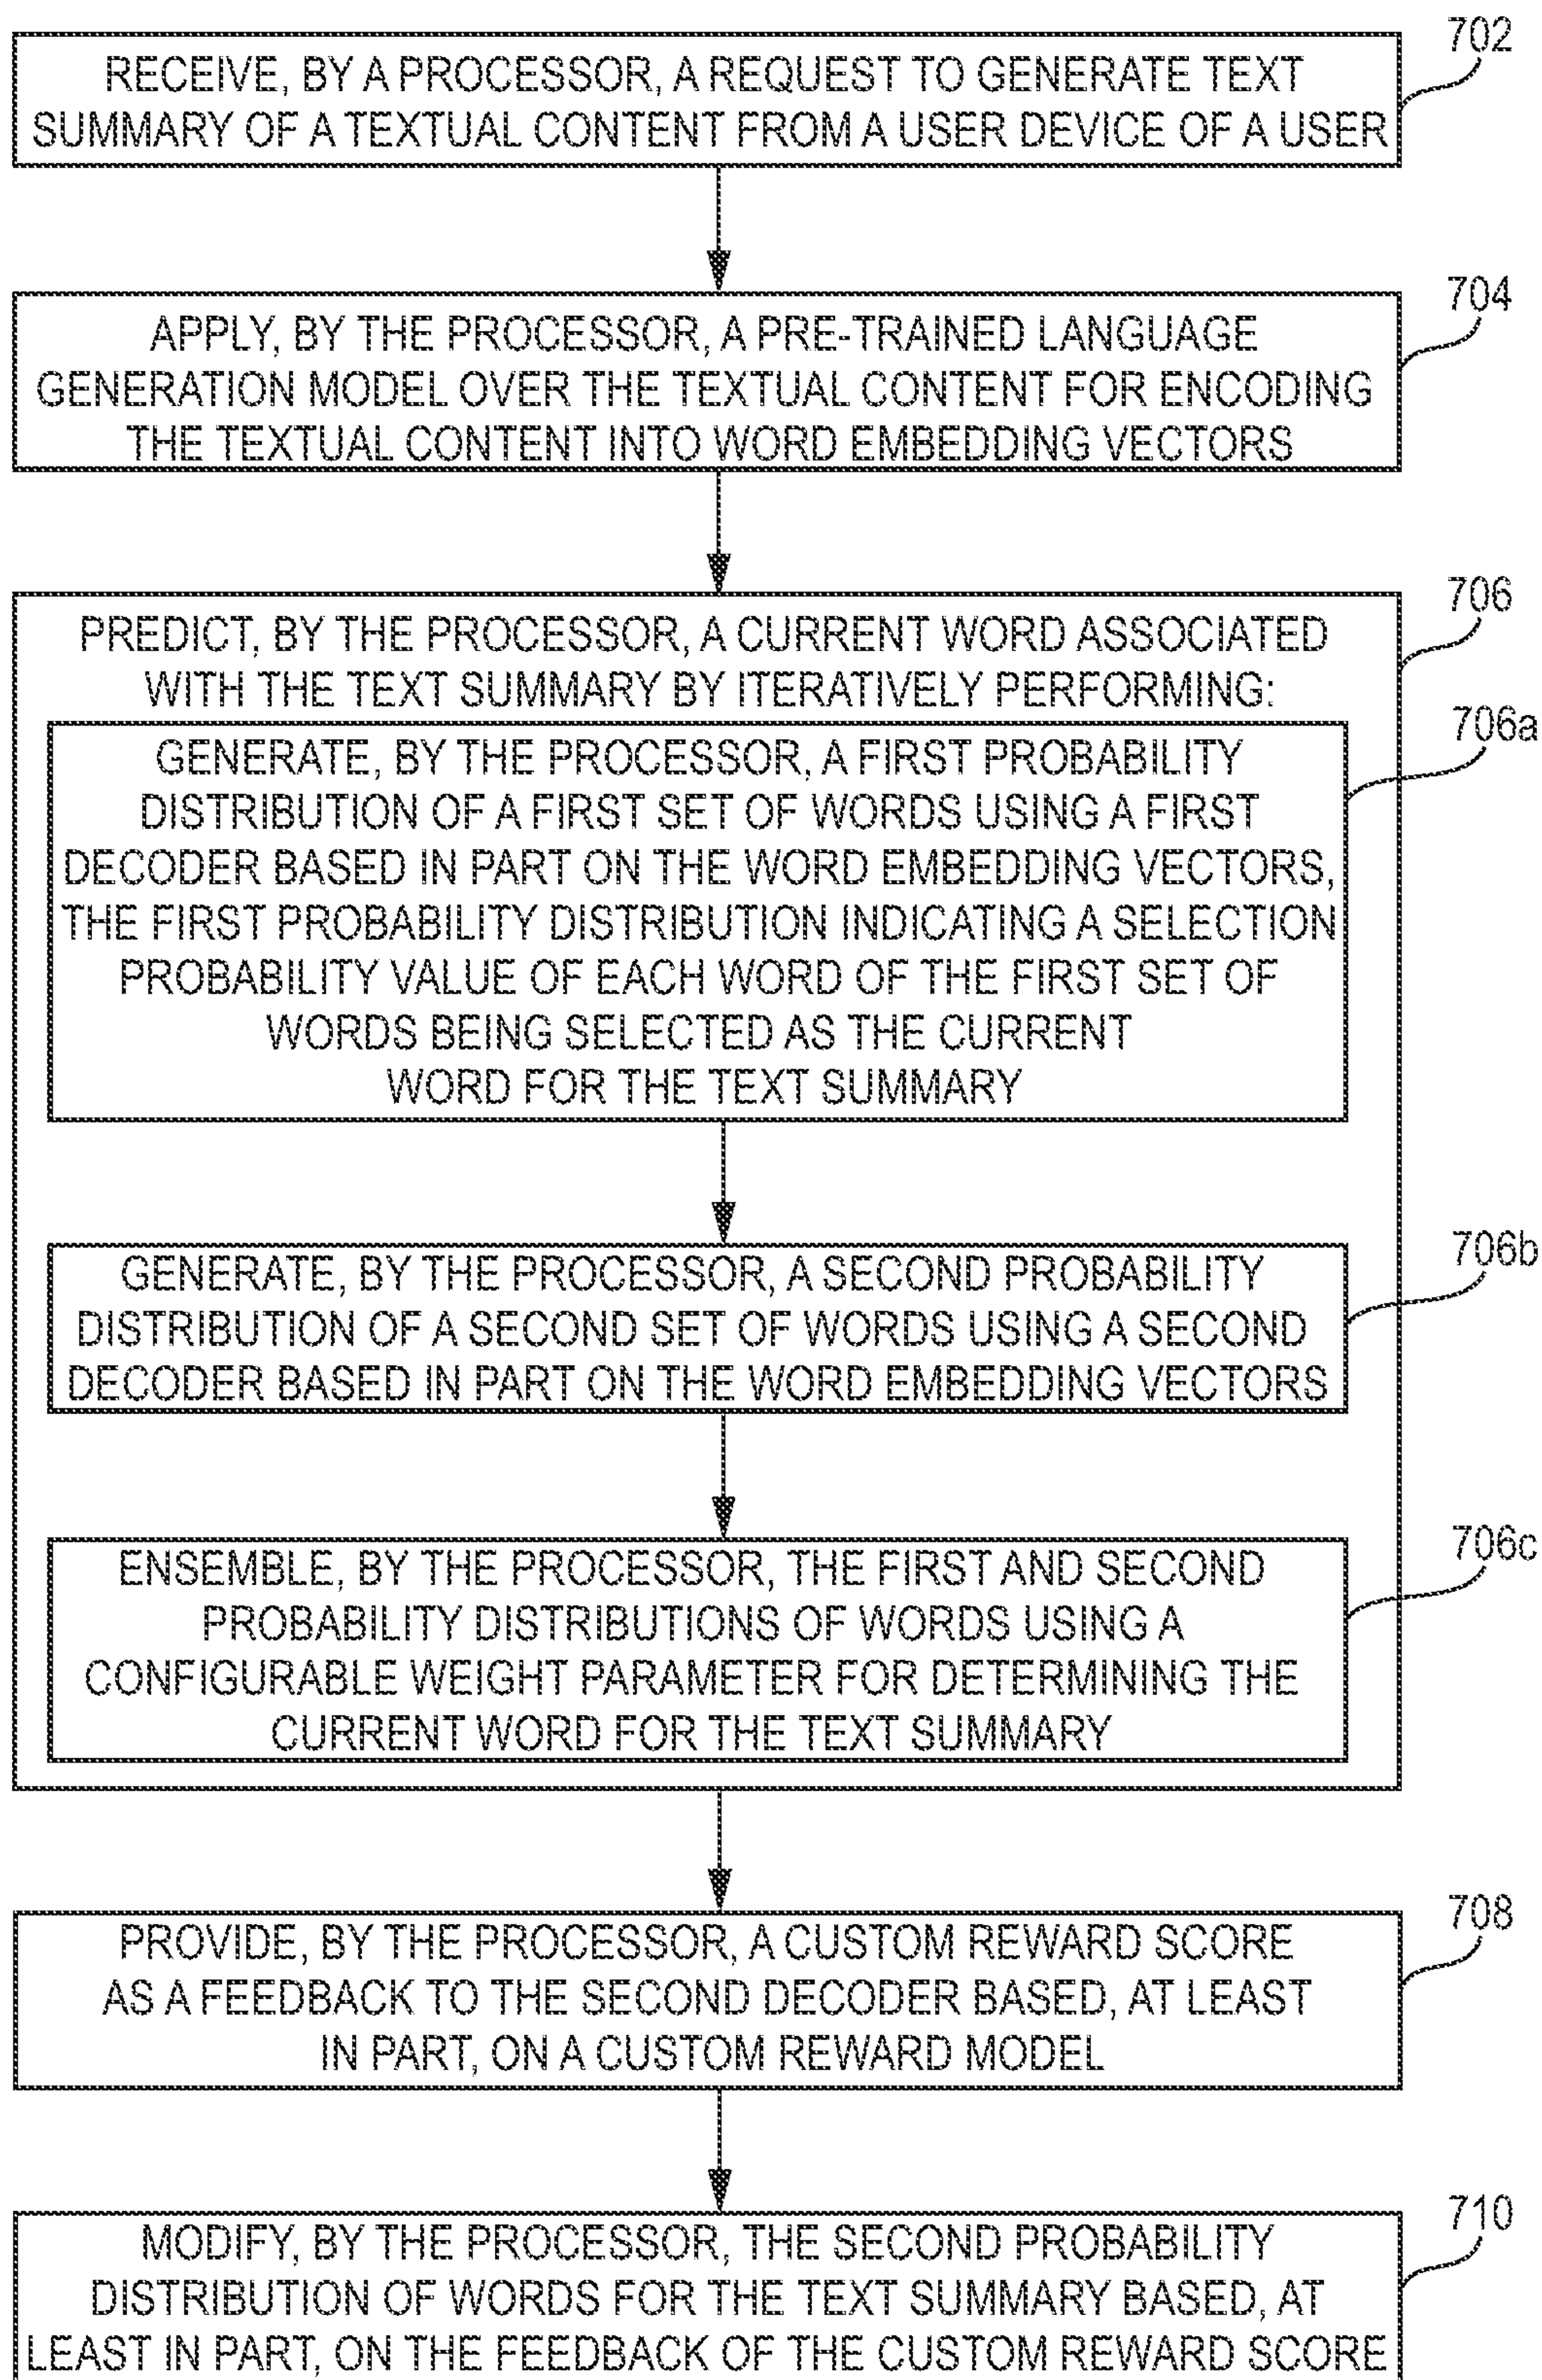 702
RECEIVE, BY A PROCESSOR, A REQUEST TO GENERATE TEXT
SUMMARY OF A TEXTUAL CONTENT FROM A USER DEVICE OF A USER
704
APPLY, BY THE PROCESSOR, A PRE-TRAINED LANGUAGE
GENERATION MODEL OVER THE TEXTUAL CONTENT FOR ENCODING
THE TEXTUAL CONTENT INTO WORD EMBEDDING VECTORS
706
PREDICT, BY THE PROCESSOR, A CURRENT WORD ASSOCIATED
WITH THE TEXT SUMMARY BY ITERATIVELY PERFORMING:
706a
GENERATE, BY THE PROCESSOR, A FIRST PROBABILITY
DISTRIBUTION OF A FIRST SET OF WORDS USING A FIRST
DECODER BASED IN PART ON THE WORD EMBEDDING VECTORS,
THE FIRST PROBABILITY DISTRIBUTION INDICATING A SELECTION
PROBABILITY VALUE OF EACH WORD OF THE FIRST SET OF
WORDS BEING SELECTED AS THE CURRENT
WORD FOR THE TEXT SUMMARY
706b
GENERATE, BY THE PROCESSOR, A SECOND PROBABILITY
DISTRIBUTION OF A SECOND SET OF WORDS USING A SECOND
DECODER BASED IN PART ON THE WORD EMBEDDING VECTORS
706c
ENSEMBLE, BY THE PROCESSOR, THE FIRST AND SECOND
PROBABILITY DISTRIBUTIONS OF WORDS USING A
CONFIGURABLE WEIGHT PARAMETER FOR DETERMINING THE
CURRENT WORD FOR THE TEXT SUMMARY
708
PROVIDE, BY THE PROCESSOR, A CUSTOM REWARD SCORE
AS A FEEDBACK TO THE SECOND DECODER BASED, AT LEAST
IN PART, ON A CUSTOM REWARD MODEL
710
MODIFY, BY THE PROCESSOR, THE SECOND PROBABILITY
DISTRIBUTION OF WORDS FOR THE TEXT SUMMARY BASED, AT
LEAST IN PART, ON THE FEEDBACK OF THE CUSTOM REWARD SCORE